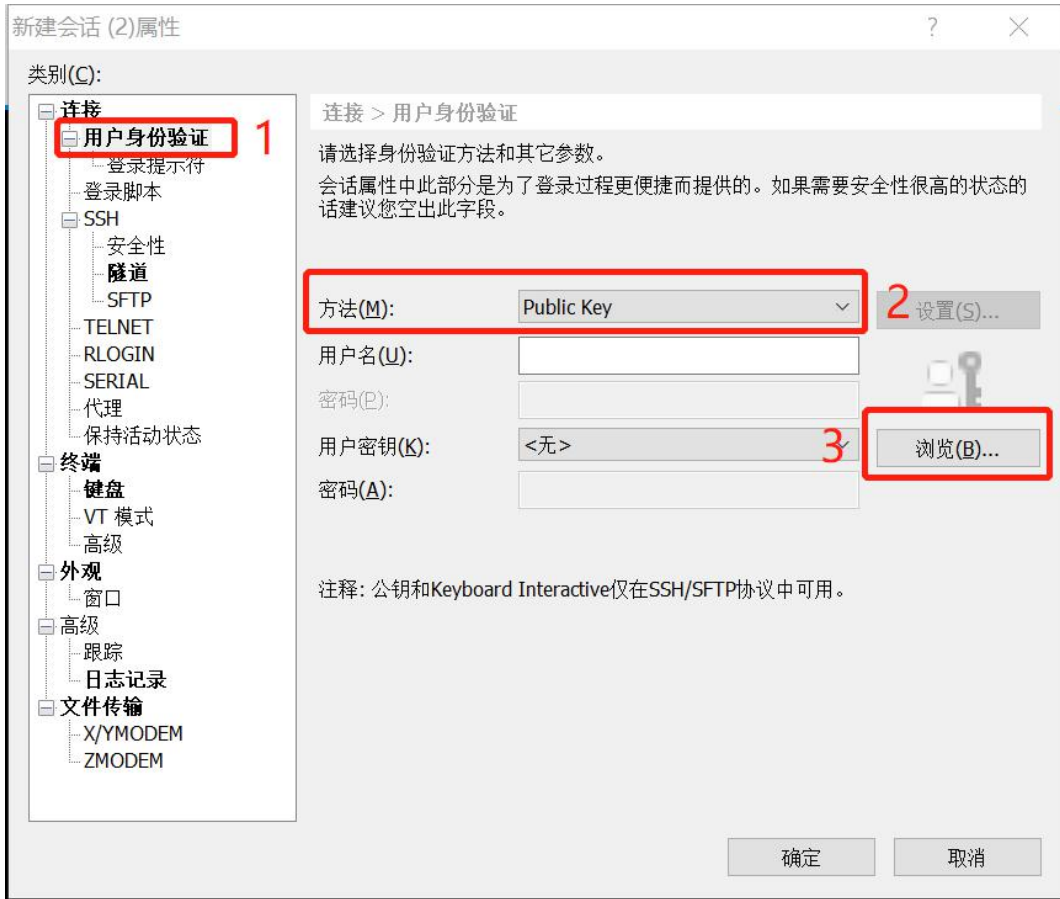 新建会话 (2)属性
?
类别(C):
连接
用户身份验证
1
登录提示符
登录脚本
SSH
安全性
隧道
SFTP
TELNET
RLOGIN
SERIAL
代理
保持活动状态
终端
键盘
VT 模式
高级
外观
窗口
高级
跟踪
日志记录
文件传输
X/YMODEM
ZMODEM
连接 > 用户身份验证
请选择身份验证方法和其它参数。
会话属性中此部分是为了登录过程更便捷而提供的。如果需要安全性很高的状态的
话建议您空出此字段。
方法(M): Public Key 2 设置(S)...
用户名(U):
密码(P):
用户密钥(K): <无> 3 浏览(B)...
密码(A):
注释: 公钥和Keyboard Interactive仅在SSH/SFTP协议中可用。
确定 取消